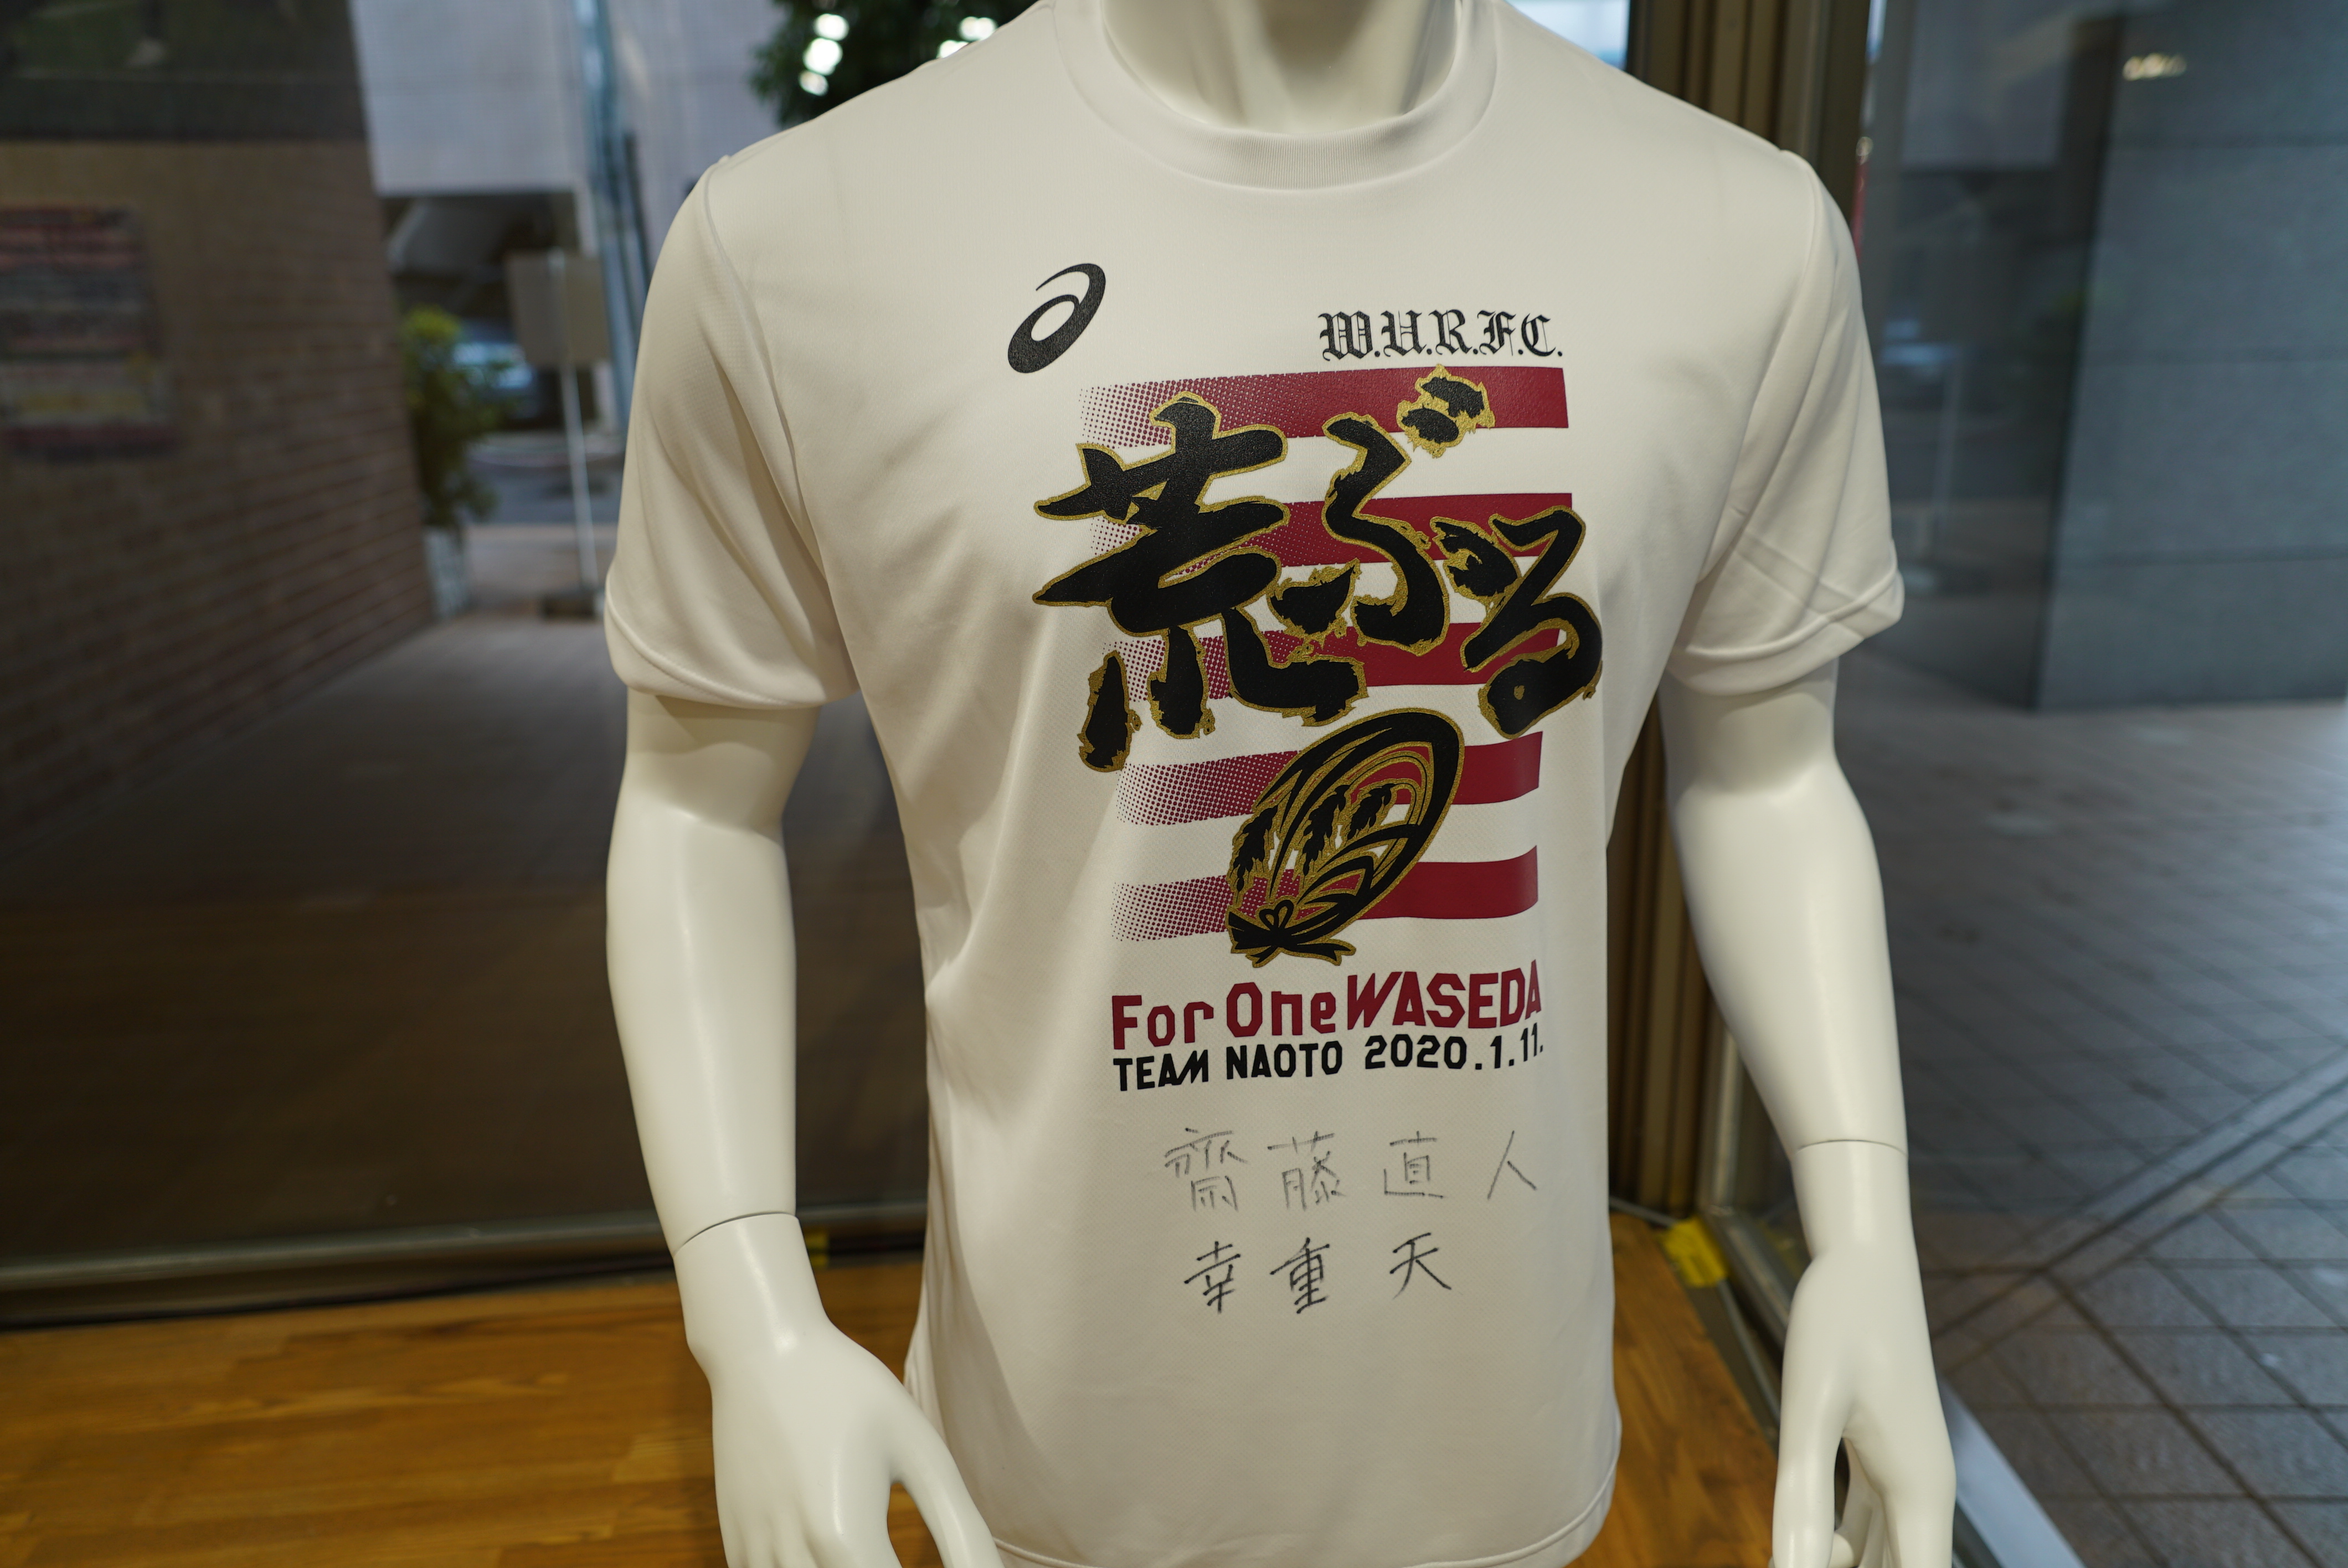 W.U.R.F.C.
荒ぶる
For One WASEDA
TEAM NAOTO 2020.1.11.
齋藤直人
幸重天